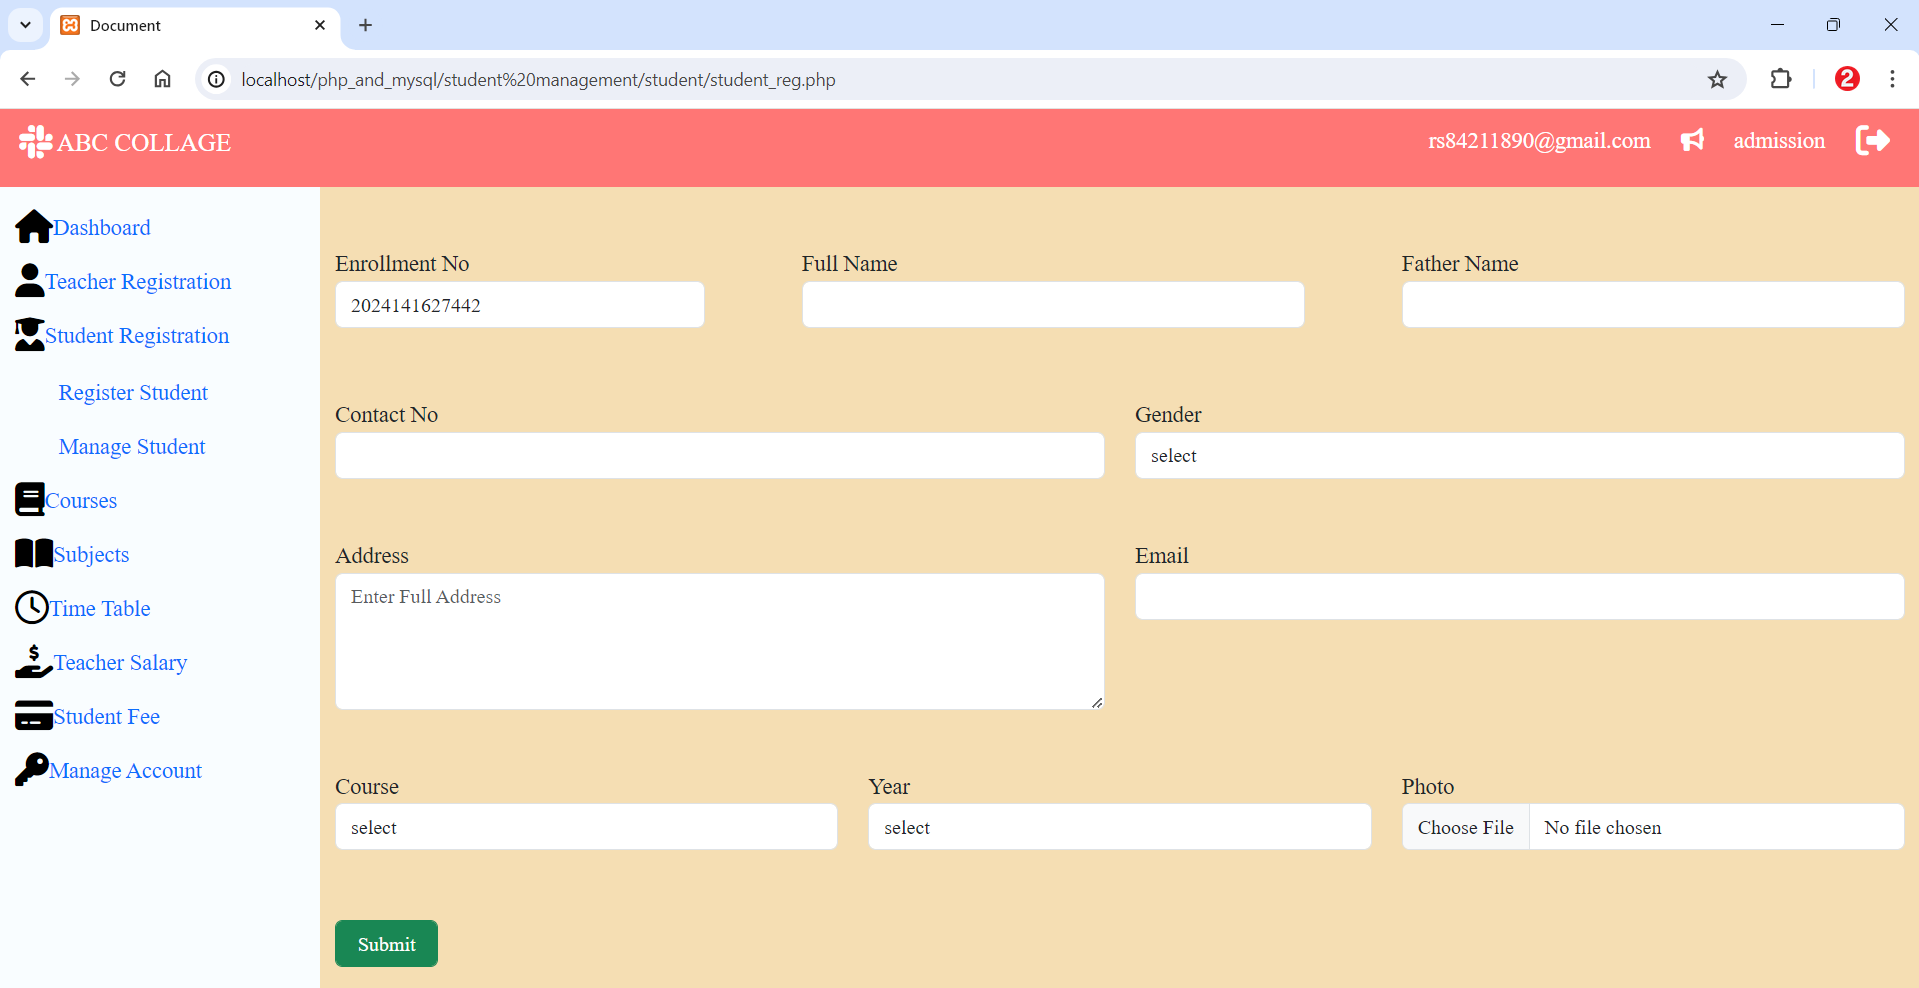 Document
localhost/php_and_mysql/student%20management/student/student_reg.php
2
ABC COLLAGE
rs84211890@gmail.com
admission
Dashboard
Teacher Registration
Student Registration
Register Student
Manage Student
Courses
Subjects
Time Table
$
Teacher Salary
Student Fee
Manage Account
Enrollment No
Full Name
Father Name
2024141627442
Contact No
Gender
select
Address
Email
Enter Full Address
Course
Year
Photo
select
select
Choose File
No file chosen
Submit